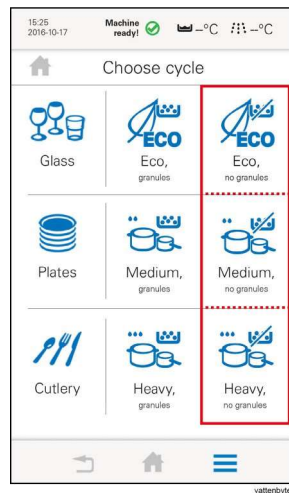 15:25
2016-10-17
Machine
ready!
–°C
–°C
Choose cycle
Glass
ECO
Eco,
granules
ECO
Eco,
no granules
Plates
Medium,
granules
Medium,
no granules
Cutlery
Heavy,
granules
Heavy,
no granules
vattenbyte